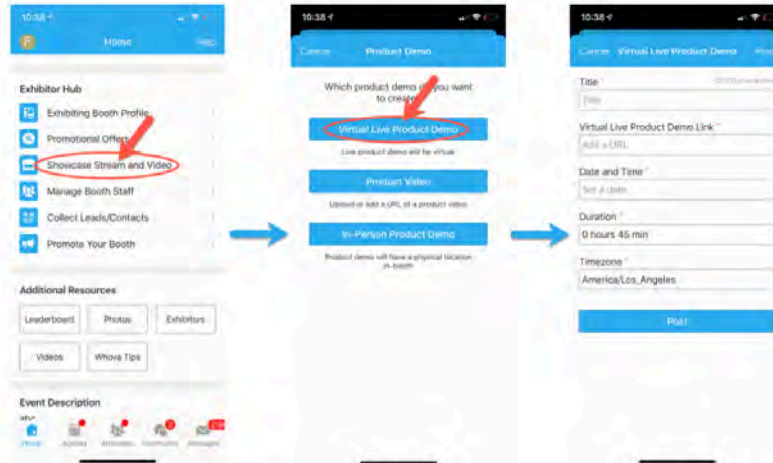 10:38
Home
Help
Exhibitor Hub
Exhibiting Booth Profile
Promotional Offers
Showcase Stream and Video
Manage Booth Staff
Collect Leads/Contacts
Promote Your Booth
Additional Resources
Leaderboard
Photos
Exhibitors
Videos
Whova Tips
Event Description
Home
Agenda
Attendees
Community
Messages
10:38
Cancel
Product Demo
Which product demo do you want
to create
Virtual Live Product Demo
Live product demo will be virtual
Product Video
Upload or add a URL of a product video
In-Person Product Demo
Product demo will have a physical location
in-booth
10:38
Cancel
Virtual Live Product Demo
Title
Title
Virtual Live Product Demo Link *
Add a URL
Date and Time *
Set a date
Duration *
0 hours 45 min
Timezone *
America/Los_Angeles
Post